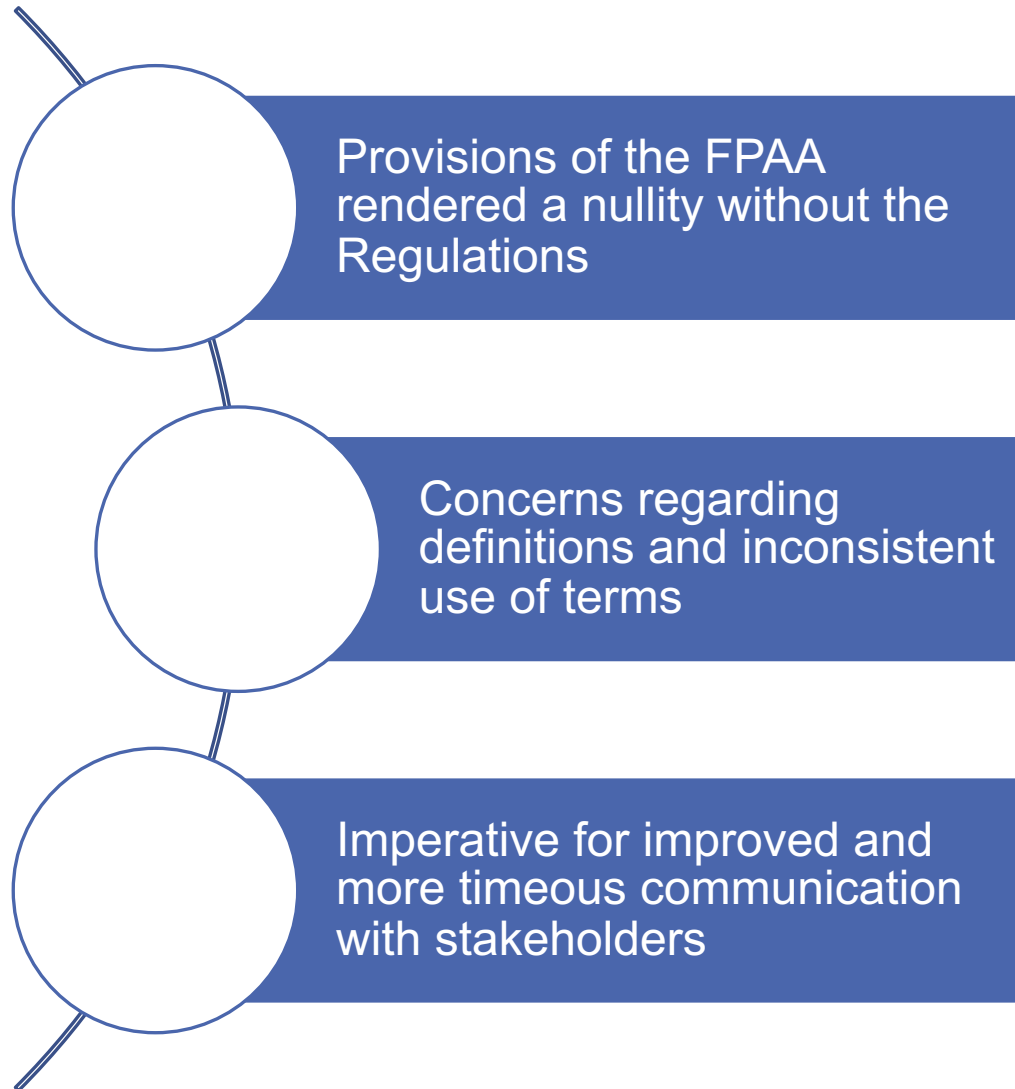 Provisions of the FPAA
rendered a nullity without the
Regulations
Concerns regarding
definitions and inconsistent
use of terms
Imperative for improved and
more timeous communication
with stakeholders